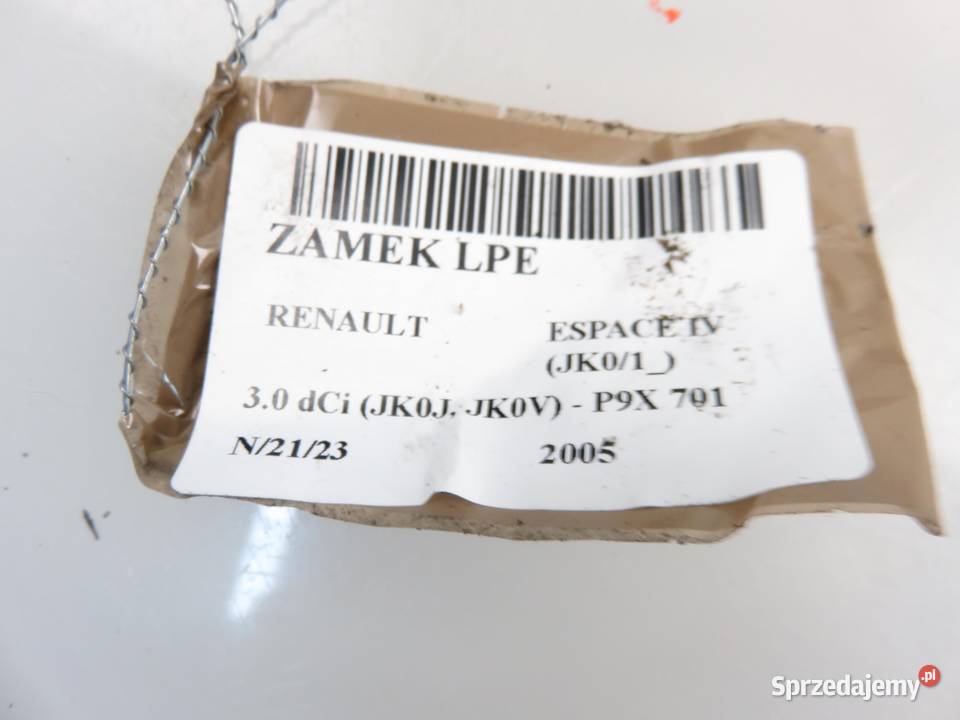 ZAMEK LPE
RENAULT ESPACE IV
(JK0/1_)
3.0 dCi (JK0J, JK0V) - P9X 701
N/21/23 2005
Sprzedajemy.pl